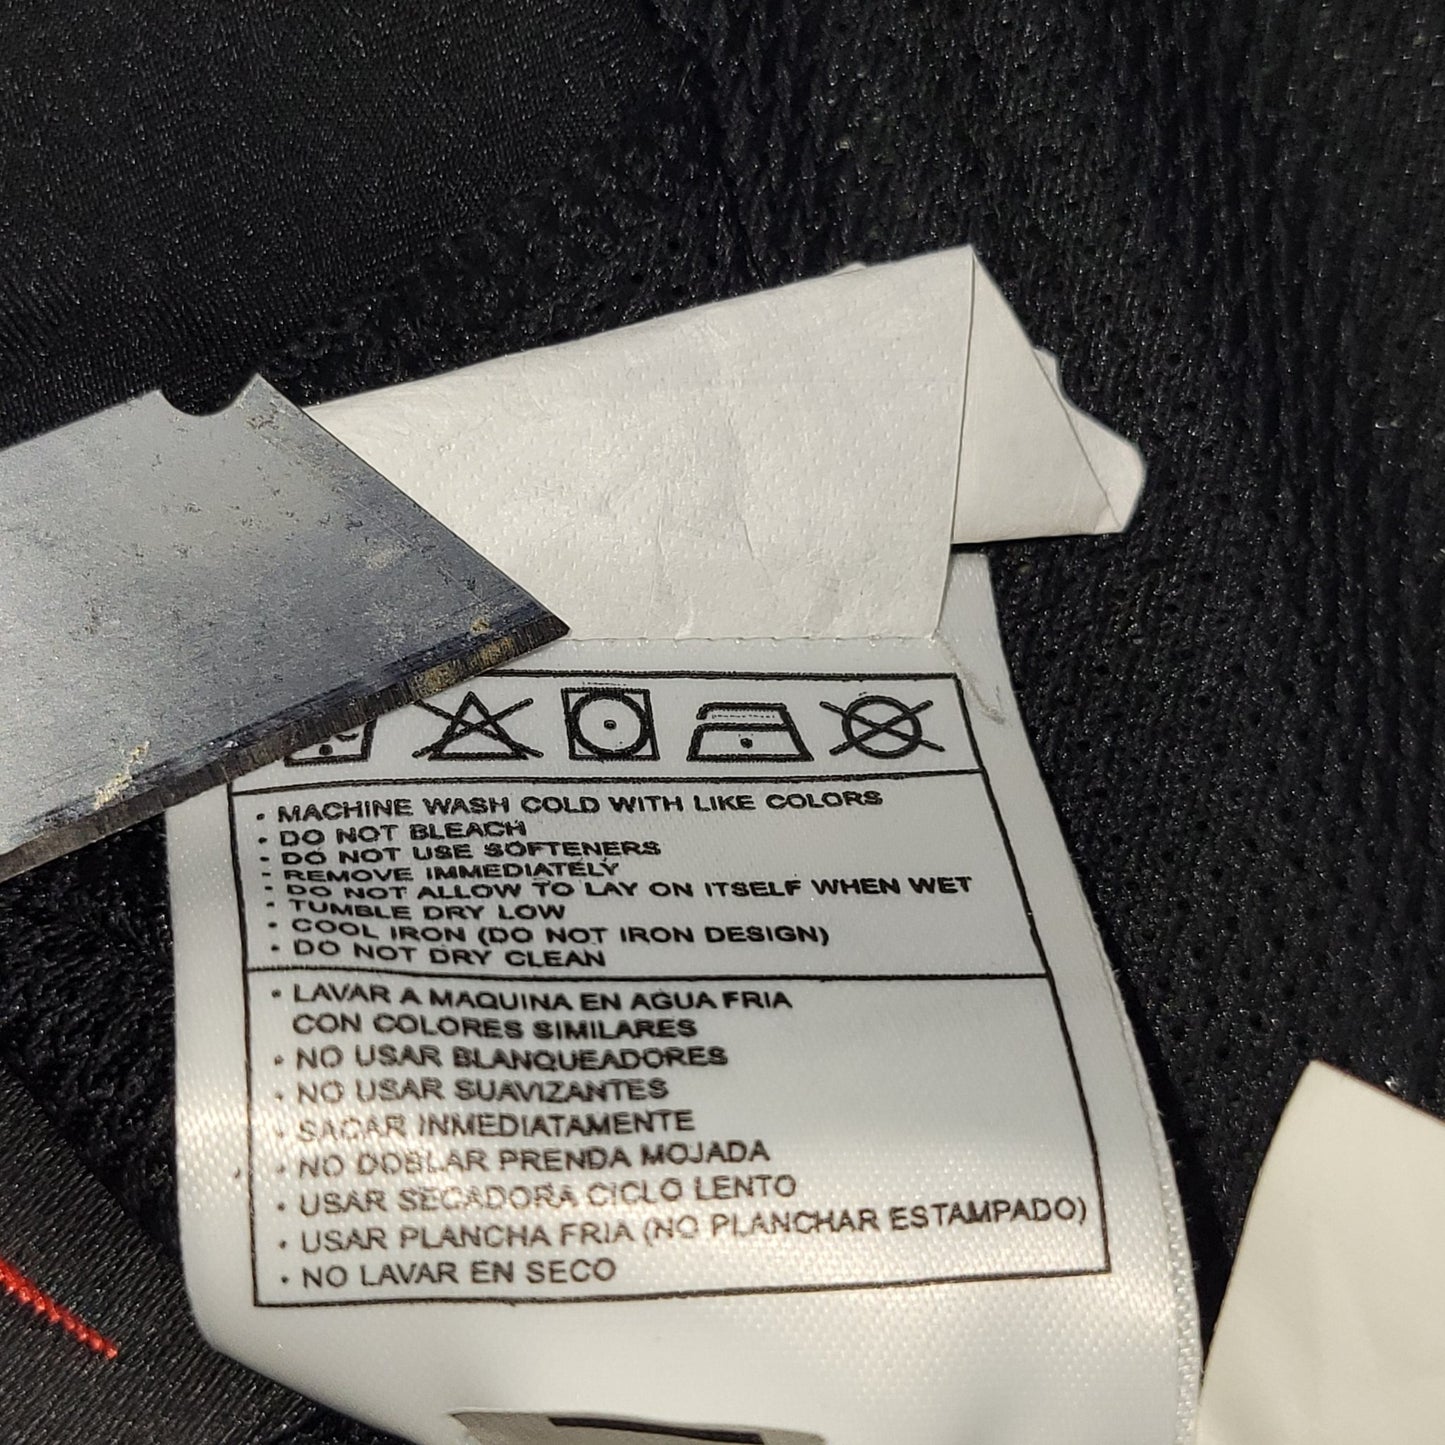 • MACHINE WASH COLD WITH LIKE COLORS
• DO NOT BLEACH
- DO NOT USE SOFTENERS
- REMOVE IMMEDIATELY
• DO NOT ALLOW TO LAY ON ITSELF WHEN WET
• TUMBLE DRY LOW
• COOL IRON (DO NOT IRON DESIGN)
• DO NOT DRY CLEAN
• LAVAR A MAQUINA EN AGUA FRIA
CON COLORES SIMILARES
• NO USAR BLANQUEADORES
• NO USAR SUAVIZANTES
• SACAR INMEDIATAMENTE
• NO DOBLAR PRENDA MOJADA
• USAR SECADORA CICLO LENTO
• USAR PLANCHA FRIA (NO PLANCHAR ESTAMPADO)
• NO LAVAR EN SECO